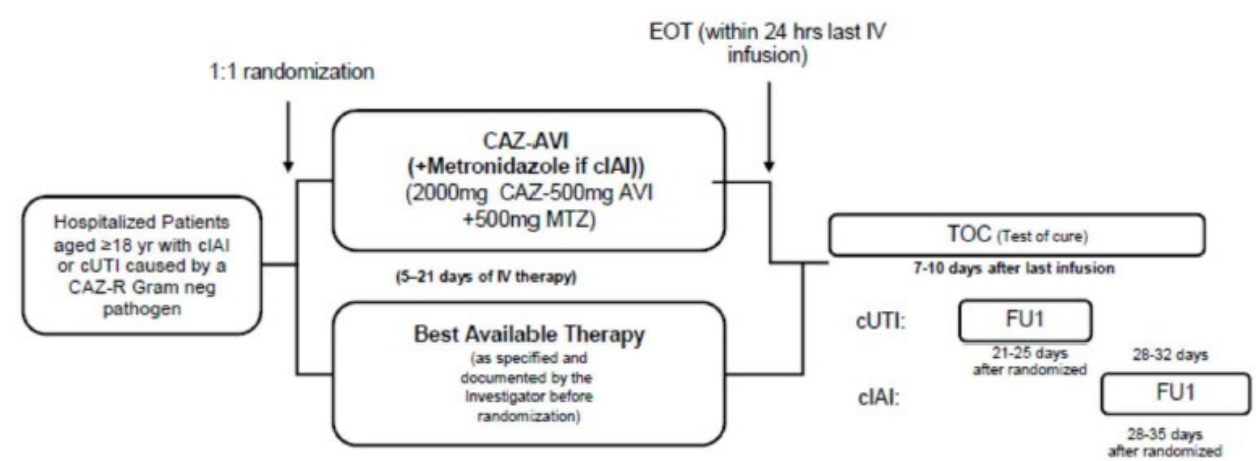 EOT (within 24 hrs last IV
infusion)
1:1 randomization
CAZ-AVI
(+Metronidazole if cIAI))
(2000mg CAZ-500mg AVI
+500mg MTZ)
Hospitalized Patients
aged ≥18 yr with cIAI
or cUTI caused by a
CAZ-R Gram neg
pathogen
(5–21 days of IV therapy)
Best Available Therapy
(as specified and
documented by the
Investigator before
randomization)
TOC (Test of cure)
7-10 days after last infusion
cUTI:
FU1
21-25 days
after randomized
28-32 days
cIAI:
FU1
28-35 days
after randomized